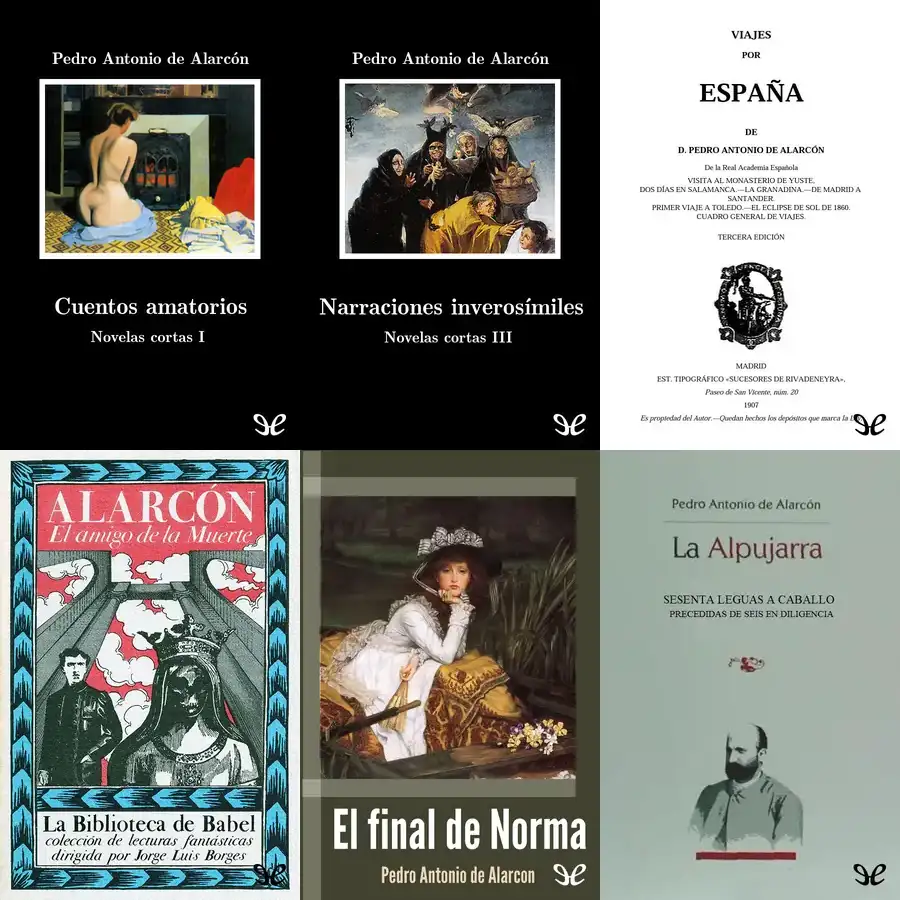 Pedro Antonio de Alarcón
Cuentos amatorios
Novelas cortas I
Pedro Antonio de Alarcón
Narraciones inverosímiles
Novelas cortas III
VIAJES
POR
ESPAÑA
DE
D. PEDRO ANTONIO DE ALARCÓN
De la Real Academia Española
VISITA AL MONASTERIO DE YUSTE,
DOS DÍAS EN SALAMANCA.—LA GRANADINA.—DE MADRID A
SANTANDER.
PRIMER VIAJE A TOLEDO.—EL ECLIPSE DE SOL DE 1860.
CUADRO GENERAL DE VIAJES.
TERCERA EDICIÓN
MADRID
EST. TIPOGRÁFICO «SUCESORES DE RIVADENEYRA».
Paseo de San Vicente, núm. 20
1907
Es propiedad del Autor.—Quedan hechos los depósitos que marca la
ALARCÓN
El amigo de la Muerte
La Biblioteca de Babel
colección de lecturas fantásticas
dirigida por Jorge Luis Borges
El final de Norma
Pedro Antonio de Alarcon
Pedro Antonio de Alarcón
La Alpujarra
SESENTA LEGUAS A CABALLO
PRECEDIDAS DE SEIS EN DILIGENCIA